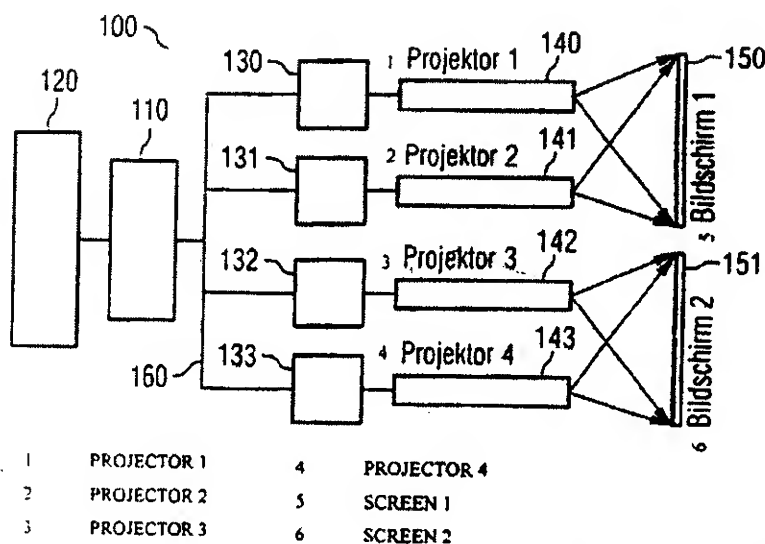 100
120
110
130
1 Projektor 1
140
150
131
2 Projektor 2
141
5 Bildschirm 1
132
3 Projektor 3
142
151
160
133
4 Projektor 4
143
6 Bildschirm 2
1 PROJECTOR 1
2 PROJECTOR 2
3 PROJECTOR 3
4 PROJECTOR 4
5 SCREEN 1
6 SCREEN 2